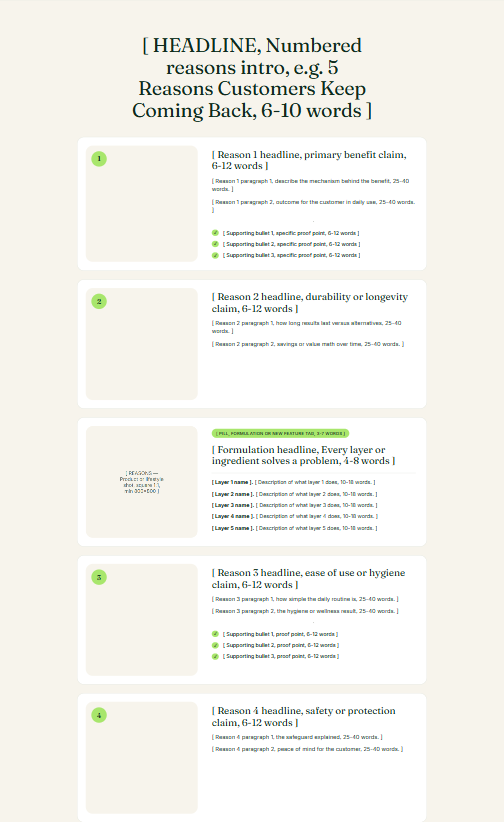 [ HEADLINE, Numbered
reasons intro, e.g. 5
Reasons Customers Keep
Coming Back, 6-10 words ]
1
[ Reason 1 headline, primary benefit claim,
6-12 words ]
[ Reason 1 paragraph 1, describe the mechanism behind the benefit, 25-40
words. ]
[ Reason 1 paragraph 2, outcome for the customer in daily use, 25-40 words.
]
[ Supporting bullet 1, specific proof point, 6-12 words ]
[ Supporting bullet 2, specific proof point, 6-12 words ]
[ Supporting bullet 3, specific proof point, 6-12 words ]
2
[ Reason 2 headline, durability or longevity
claim, 6-12 words ]
[ Reason 2 paragraph 1, how long results last versus alternatives, 25-40
words. ]
[ Reason 2 paragraph 2, savings or value math over time, 25-40 words. ]
[ REASONS —
Product or lifestyle
shot, square 1:1,
min 800×800 ]
[ PILL, FORMULATION OR NEW FEATURE TAG, 3-7 WORDS ]
[ Formulation headline, Every layer or
ingredient solves a problem, 4-8 words ]
[ Layer 1 name ]. [ Description of what layer 1 does, 10-18 words. ]
[ Layer 2 name ]. [ Description of what layer 2 does, 10-18 words. ]
[ Layer 3 name ]. [ Description of what layer 3 does, 10-18 words. ]
[ Layer 4 name ]. [ Description of what layer 4 does, 10-18 words. ]
[ Layer 5 name ]. [ Description of what layer 5 does, 10-18 words. ]
3
[ Reason 3 headline, ease of use or hygiene
claim, 6-12 words ]
[ Reason 3 paragraph 1, how simple the daily routine is, 25-40 words. ]
[ Reason 3 paragraph 2, the hygiene or wellness result, 25-40 words. ]
[ Supporting bullet 1, proof point, 6-12 words ]
[ Supporting bullet 2, proof point, 6-12 words ]
[ Supporting bullet 3, proof point, 6-12 words ]
4
[ Reason 4 headline, safety or protection
claim, 6-12 words ]
[ Reason 4 paragraph 1, the safeguard explained, 25-40 words. ]
[ Reason 4 paragraph 2, peace of mind for the customer, 25-40 words. ]